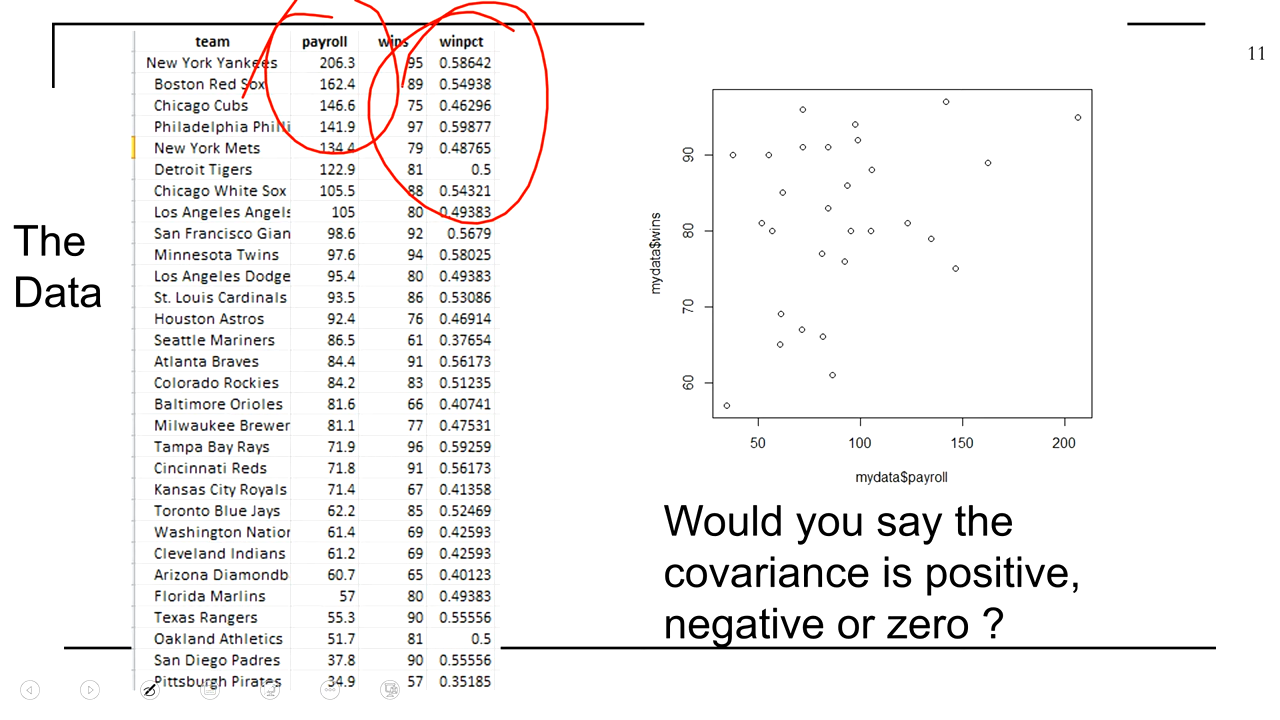 11
The
Data
team payroll wins winpct
New York Yankees 206.3 95 0.58642
Boston Red Sox 162.4 89 0.54938
Chicago Cubs 146.6 75 0.46296
Philadelphia Philli 141.9 97 0.59877
New York Mets 134.4 79 0.48765
Detroit Tigers 122.9 81 0.5
Chicago White Sox 105.5 88 0.54321
Los Angeles Angels 105 80 0.49383
San Francisco Gian 98.6 92 0.5679
Minnesota Twins 97.6 94 0.58025
Los Angeles Dodge 95.4 80 0.49383
St. Louis Cardinals 93.5 86 0.53086
Houston Astros 92.4 76 0.46914
Seattle Mariners 86.5 61 0.37654
Atlanta Braves 84.4 91 0.56173
Colorado Rockies 84.2 83 0.51235
Baltimore Orioles 81.6 66 0.40741
Milwaukee Brewer 81.1 77 0.47531
Tampa Bay Rays 71.9 96 0.59259
Cincinnati Reds 71.8 91 0.56173
Kansas City Royals 71.4 67 0.41358
Toronto Blue Jays 62.2 85 0.52469
Washington Nation 61.4 69 0.42593
Cleveland Indians 61.2 69 0.42593
Arizona Diamondb 60.7 65 0.40123
Florida Marlins 57 80 0.49383
Texas Rangers 55.3 90 0.55556
Oakland Athletics 51.7 81 0.5
San Diego Padres 37.8 90 0.55556
Pittsburgh Pirates 34.9 57 0.35185
mydata$wins
90
80
70
60
50 100 150 200
mydata$payroll
Would you say the
covariance is positive,
negative or zero ?